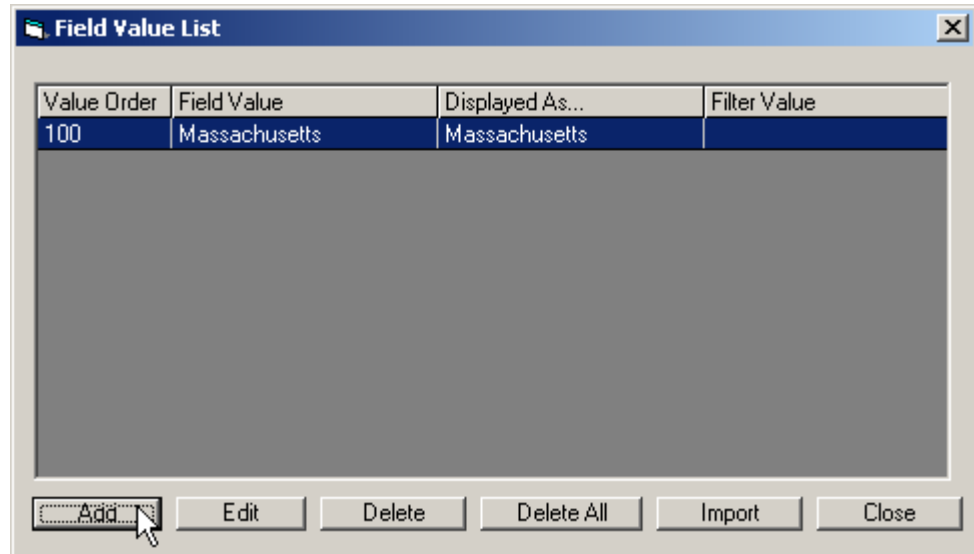 Field Value List
Value Order Field Value Displayed As... Filter Value
100 Massachusetts Massachusetts
Add Edit Delete Delete All Import Close